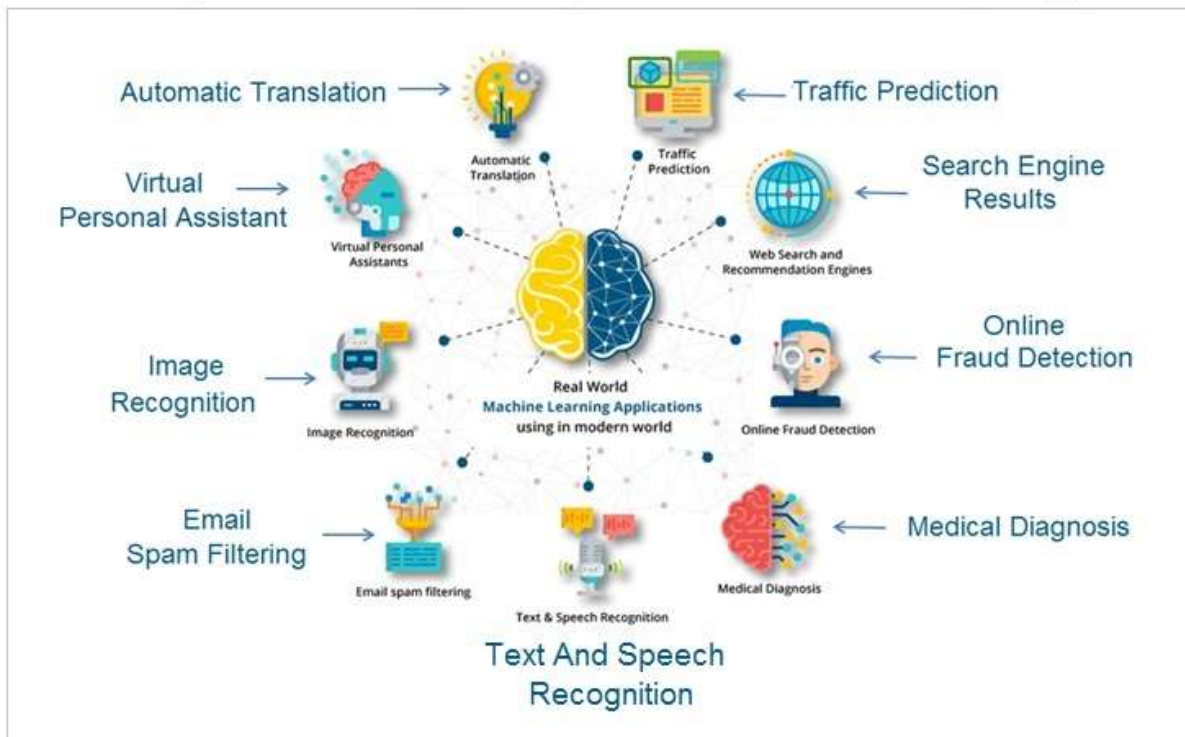 Automatic Translation
Automatic
Translation
Traffic Prediction
Traffic
Prediction
Virtual
Personal Assistant
Virtual Personal
Assistants
Search Engine
Results
Web Search and
Recommendation Engines
Image
Recognition
Image Recognition
Real World
Machine Learning Applications
using in modern world
Online
Fraud Detection
Online Fraud Detection
Email
Spam Filtering
Email spam filtering
Text & Speech Recognition
Text And Speech
Recognition
Medical Diagnosis
Medical Diagnosis